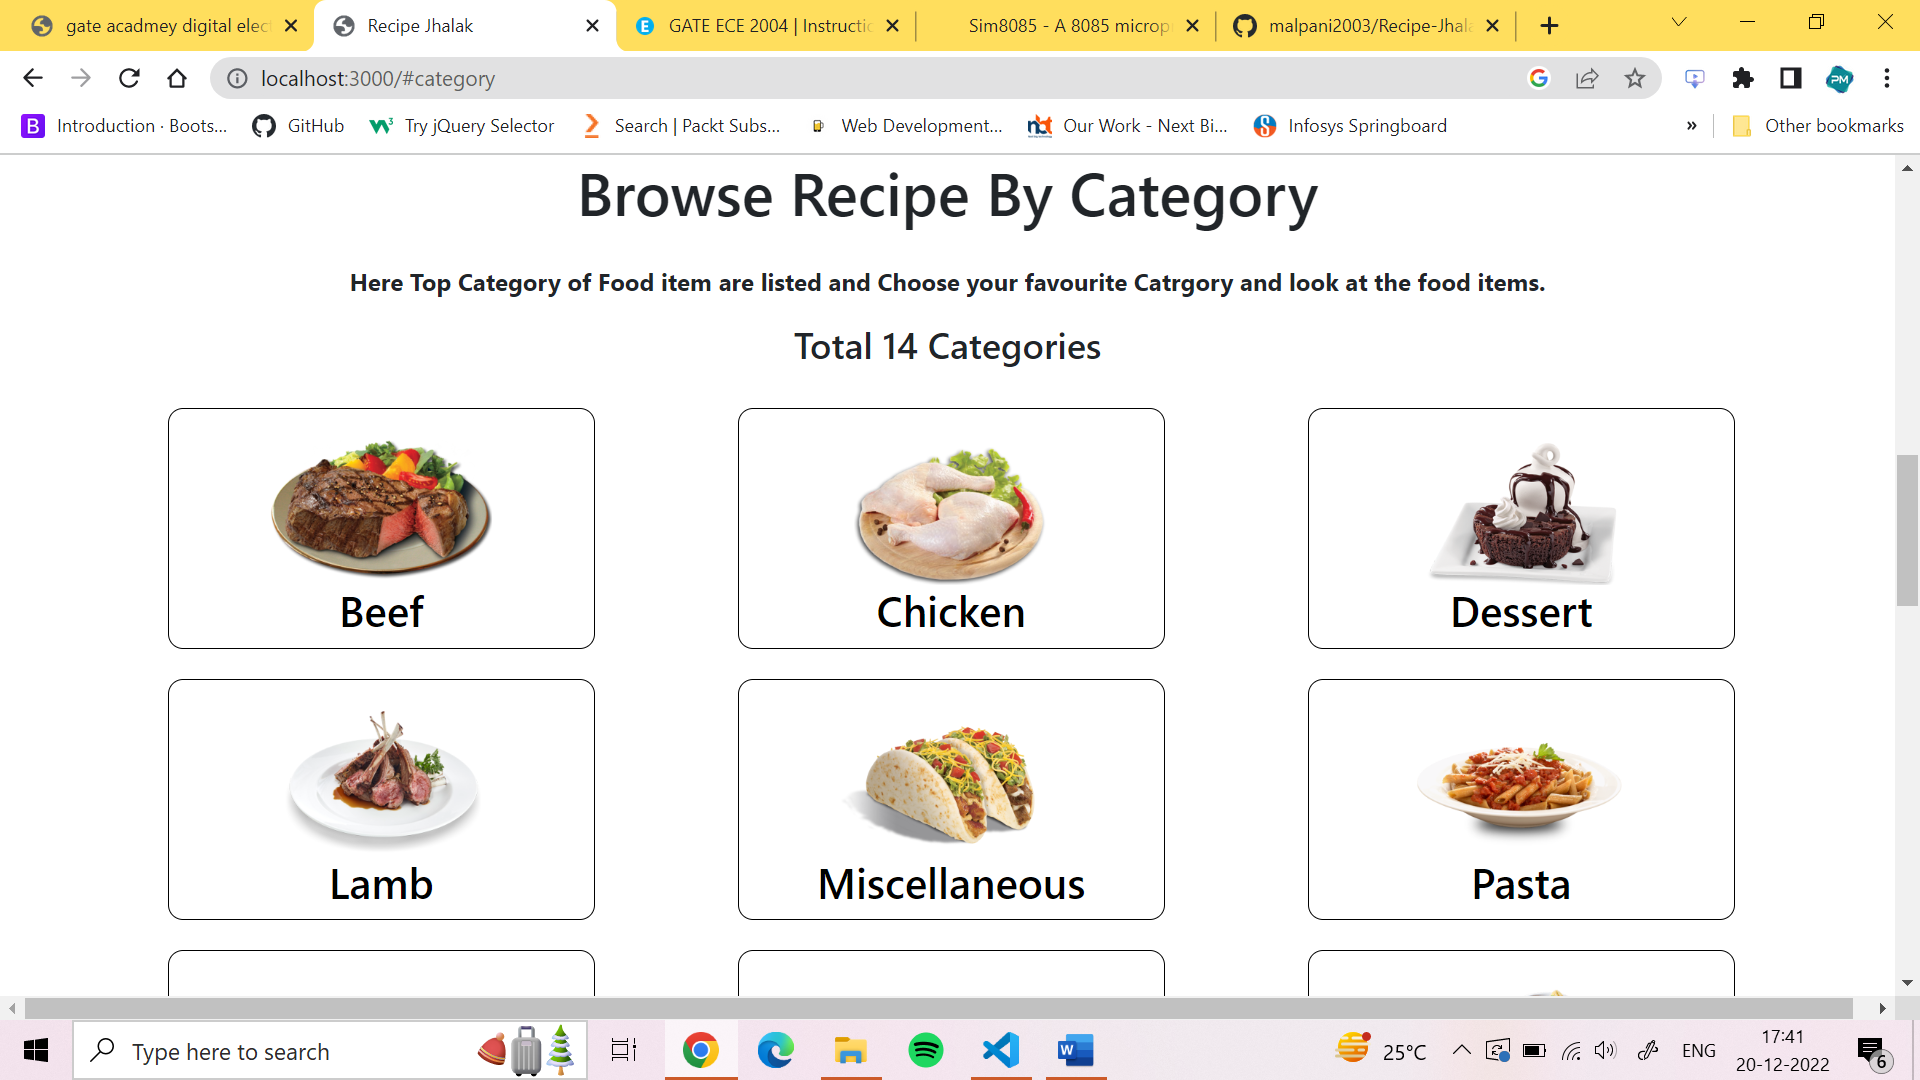 gate acadmey digital elect
Recipe Jhalak
GATE ECE 2004 | Instructio
Sim8085 - A 8085 microp
malpani2003/Recipe-Jhala
localhost:3000/#category
Introduction · Boots...
GitHub
Try jQuery Selector
Search | Packt Subs...
Web Development...
Our Work - Next Bi...
Infosys Springboard
»
Other bookmarks
Browse Recipe By Category
Here Top Category of Food item are listed and Choose your favourite Catrgory and look at the food items.
Total 14 Categories
Beef
Chicken
Dessert
Lamb
Miscellaneous
Pasta
Type here to search
25°C
ENG
17:41
20-12-2022
6